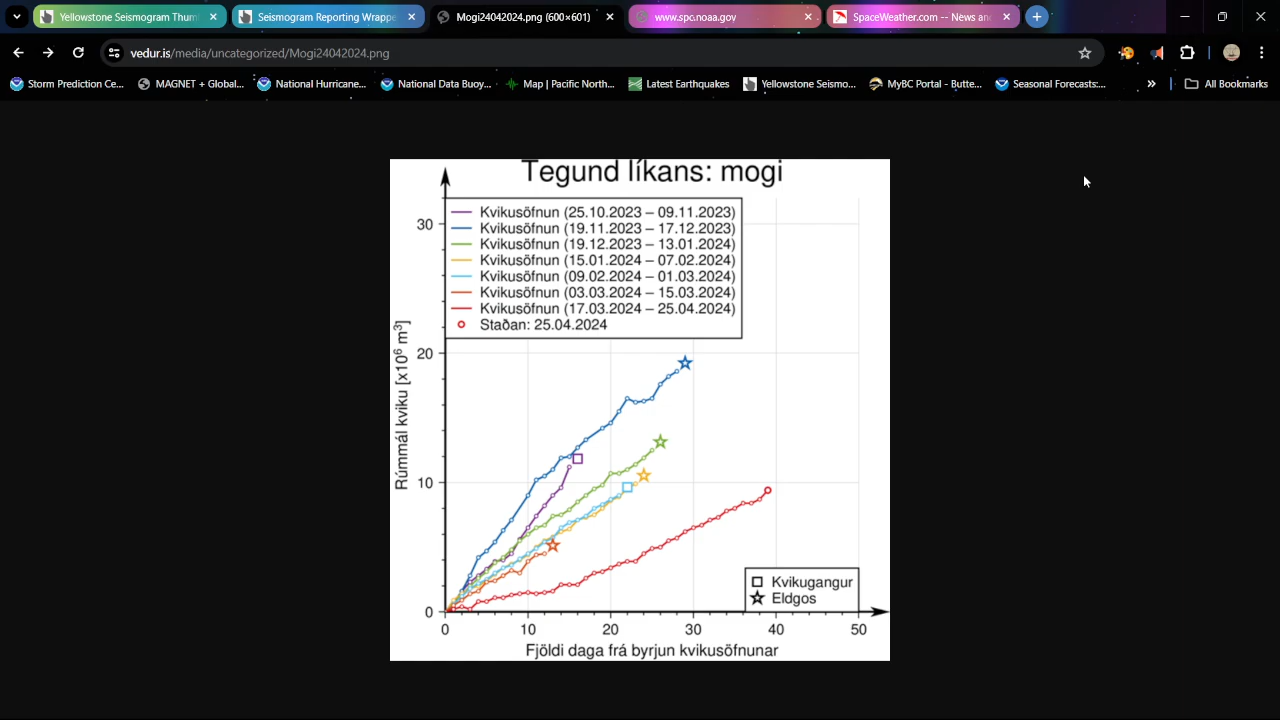 Yellowstone Seismogram Thum
Seismogram Reporting Wrappe
Mogi24042024.png (600×601)
www.spc.noaa.gov
SpaceWeather.com -- News an
vedur.is/media/uncategorized/Mogi24042024.png
Storm Prediction Ce...
MAGNET + Global...
National Hurricane...
National Data Buoy...
Map | Pacific North...
Latest Earthquakes
Yellowstone Seismo...
MyBC Portal - Butte...
Seasonal Forecasts:...
All Bookmarks
Tegund líkans: mogi
Kvikusöfnun (25.10.2023 – 09.11.2023)
Kvikusöfnun (19.11.2023 – 17.12.2023)
Kvikusöfnun (19.12.2023 – 13.01.2024)
Kvikusöfnun (15.01.2024 – 07.02.2024)
Kvikusöfnun (09.02.2024 – 01.03.2024)
Kvikusöfnun (03.03.2024 – 15.03.2024)
Kvikusöfnun (17.03.2024 – 25.04.2024)
Staðan: 25.04.2024
Rúmmál kviku [x10⁶ m³]
30
20
10
0
Kvikugangur
Eldgos
0 10 20 30 40 50
Fjöldi daga frá byrjun kvikusöfnunar